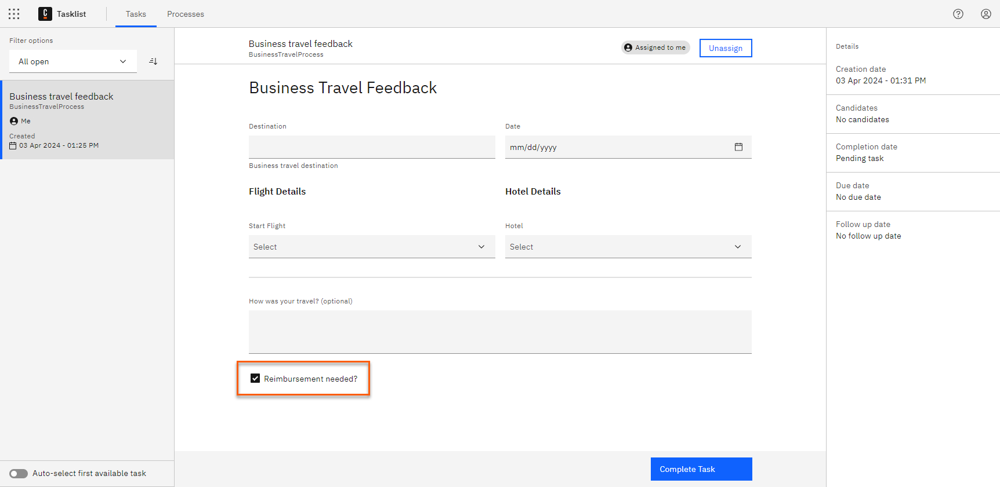 C Tasklist Tasks Processes
Filter options
All open
Business travel feedback
BusinessTravelProcess
Me
Created
03 Apr 2024 - 01:25 PM
Auto-select first available task
Business travel feedback
BusinessTravelProcess
Assigned to me
Unassign
Business Travel Feedback
Destination
Business travel destination
Date
mm/dd/yyyy
Flight Details
Hotel Details
Start Flight
Select
Hotel
Select
How was your travel? (optional)
Reimbursement needed?
Complete Task
Details
Creation date
03 Apr 2024 - 01:31 PM
Candidates
No candidates
Completion date
Pending task
Due date
No due date
Follow up date
No follow up date